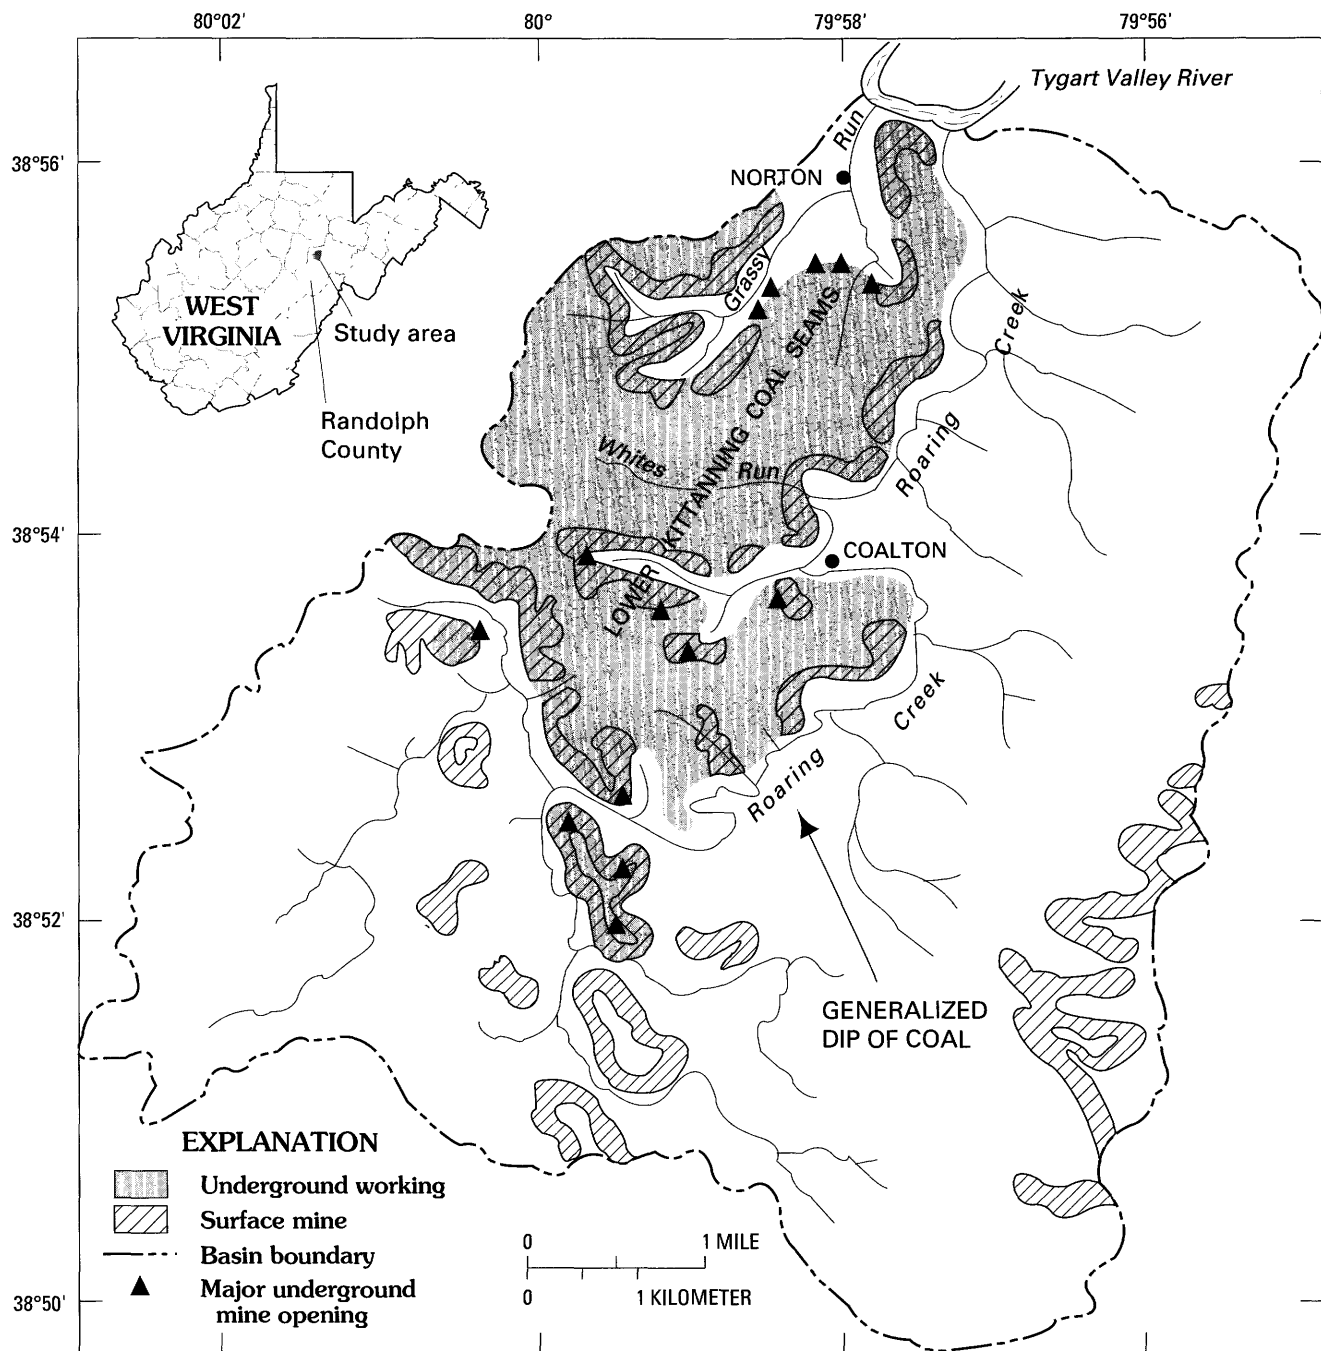 80°02'
80°
79°58'
79°56'
Tygart Valley River
38°56'
Run
NORTON
Grassy
WEST
VIRGINIA
Study area
Randolph
County
Creek
LOWER KITTANNING COAL SEAMS
Roaring
Whites Run
38°54'
COALTON
Creek
Roaring
38°52'
GENERALIZED
DIP OF COAL
EXPLANATION
Underground working
Surface mine
Basin boundary
Major underground
mine opening
0 1 MILE
0 1 KILOMETER
38°50'